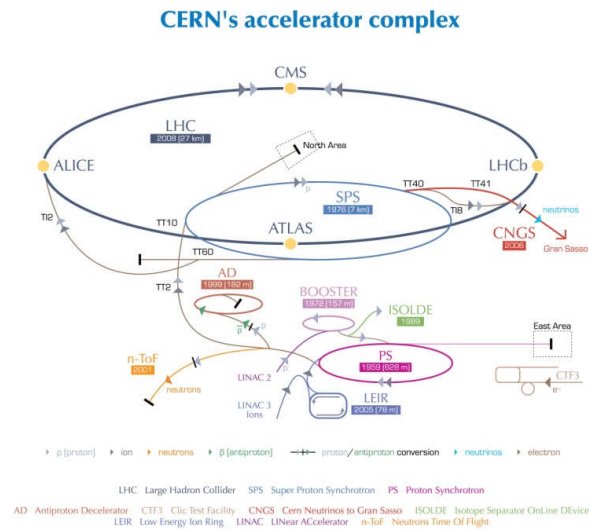 CERN's accelerator complex
CMS
LHC
2008 (27 km)
North Area
ALICE
LHCb
TT40
TT41
SPS
1976 (7 km)
TI2
TT10
TI8
ATLAS
neutrinos
CNGS
2006
Gran Sasso
TT60
AD
1999 (182 m)
TT2
BOOSTER
1972 (157 m)
ISOLDE
1989
East Area
p
p
p
p
n-ToF
2001
PS
1959 (628 m)
LINAC 2
neutrons
CTF3
e-
LEIR
2005 (78 m)
LINAC 3
Ions
p (proton) ion neutrons p (antiproton) proton/antiproton conversion neutrinos electron
LHC Large Hadron Collider SPS Super Proton Synchrotron PS Proton Synchrotron
AD Antiproton Decelerator CTF3 Clic Test Facility CNGS Cern Neutrinos to Gran Sasso ISOLDE Isotope Separator OnLine DEvice
LEIR Low Energy Ion Ring LINAC LINear ACcelerator n-ToF Neutrons Time Of Flight